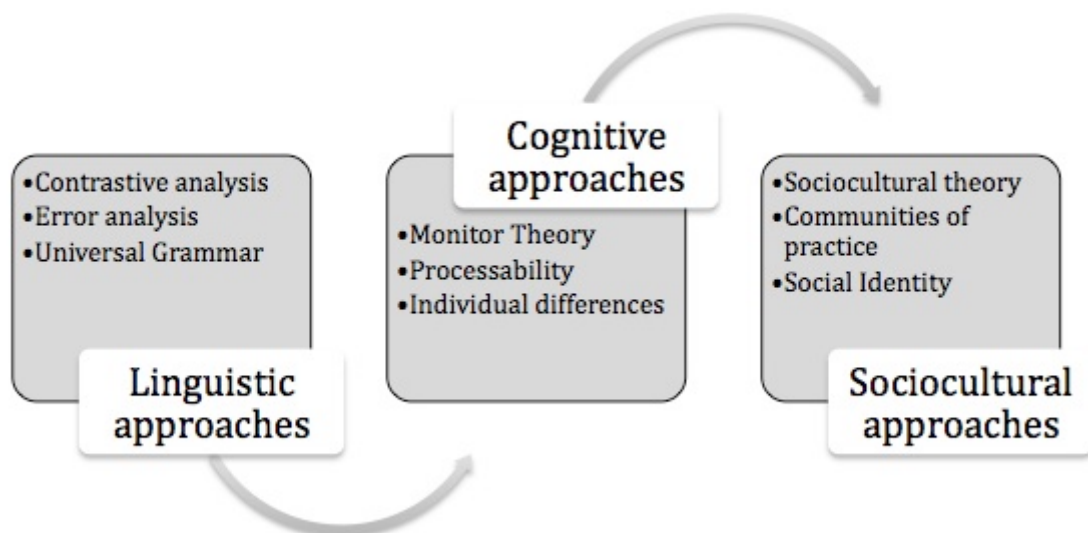 •Contrastive analysis
•Error analysis
•Universal Grammar
Linguistic
approaches
Cognitive
approaches
•Monitor Theory
•Processability
•Individual differences
•Sociocultural theory
•Communities of
practice
•Social Identity
Sociocultural
approaches